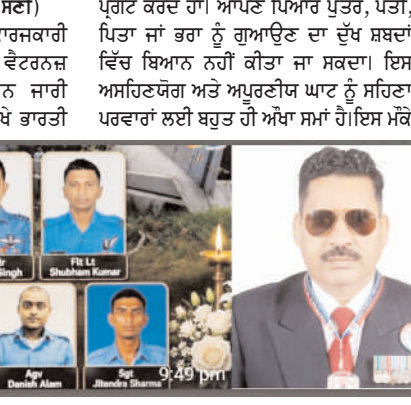 ਸਣੀ)
ਾਰਜਕਾਰੀ
ਵੈਟਰਨਜ਼
ਨ ਜਾਰੀ
ਖੇ ਭਾਰਤੀ
ਪ੍ਰਗਟ ਕਰਦੇ ਹਾਂ। ਆਪਣੇ ਪਿਆਰੇ ਪੁੱਤਰ, ਪਤੀ,
ਪਿਤਾ ਜਾਂ ਭਰਾ ਨੂੰ ਗੁਆਉਣ ਦਾ ਦੁੱਖ ਸ਼ਬਦਾਂ
ਵਿੱਚ ਬਿਆਨ ਨਹੀਂ ਕੀਤਾ ਜਾ ਸਕਦਾ। ਇਸ
ਅਸਹਿਣਯੋਗ ਅਤੇ ਅਪੂਰਣੀਯ ਘਾਟ ਨੂੰ ਸਹਿਣਾ
ਪਰਵਾਰਾਂ ਲਈ ਬਹੁਤ ਹੀ ਔਖਾ ਸਮਾਂ ਹੈ।ਇਸ ਮੌਕੇ
Singh
Flt Lt
Shubham Kumar
Agv
Danish Alam
Sgt
Jitendra Sharma
9:49 pm